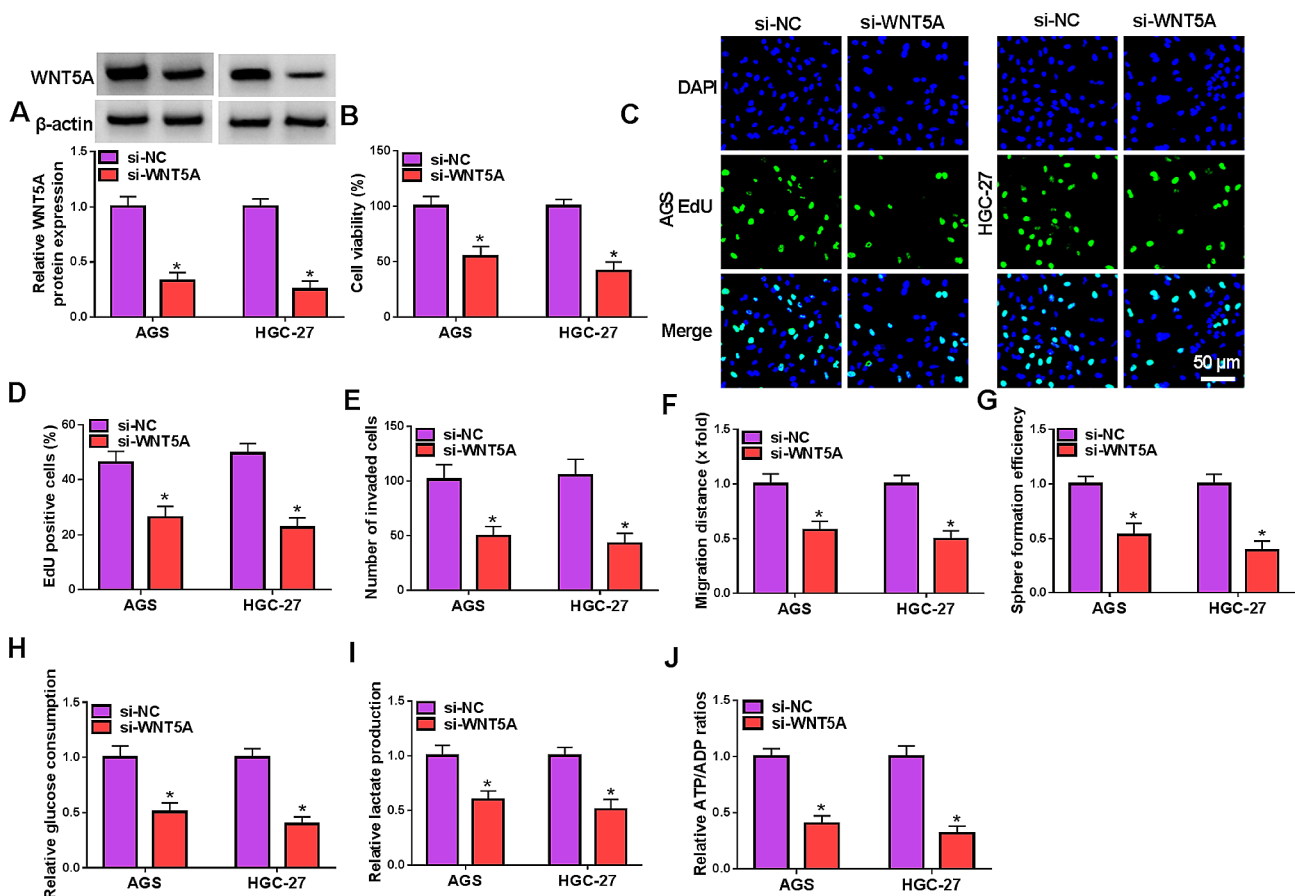 A
WNT5A
β-actin
Relative WNT5A
protein expression
1.5
1.0
0.5
0.0
si-NC
si-WNT5A
*
*
AGS
HGC-27
B
Cell viability (%)
150
100
50
0
si-NC
si-WNT5A
*
*
AGS
HGC-27
C
si-NC
si-WNT5A
si-NC
si-WNT5A
DAPI
AGS
EdU
HGC-27
Merge
50 µm
D
EdU positive cells (%)
60
40
20
0
si-NC
si-WNT5A
*
*
AGS
HGC-27
E
Number of invaded cells
150
100
50
0
si-NC
si-WNT5A
*
*
AGS
HGC-27
F
Migration distance (x fold)
1.5
1.0
0.5
0.0
si-NC
si-WNT5A
*
*
AGS
HGC-27
G
Sphere formation efficiency
1.5
1.0
0.5
0.0
si-NC
si-WNT5A
*
*
AGS
HGC-27
H
Relative glucose consumption
1.5
1.0
0.5
0.0
si-NC
si-WNT5A
*
*
AGS
HGC-27
I
Relative lactate production
1.5
1.0
0.5
0.0
si-NC
si-WNT5A
*
*
AGS
HGC-27
J
Relative ATP/ADP ratios
1.5
1.0
0.5
0.0
si-NC
si-WNT5A
*
*
AGS
HGC-27